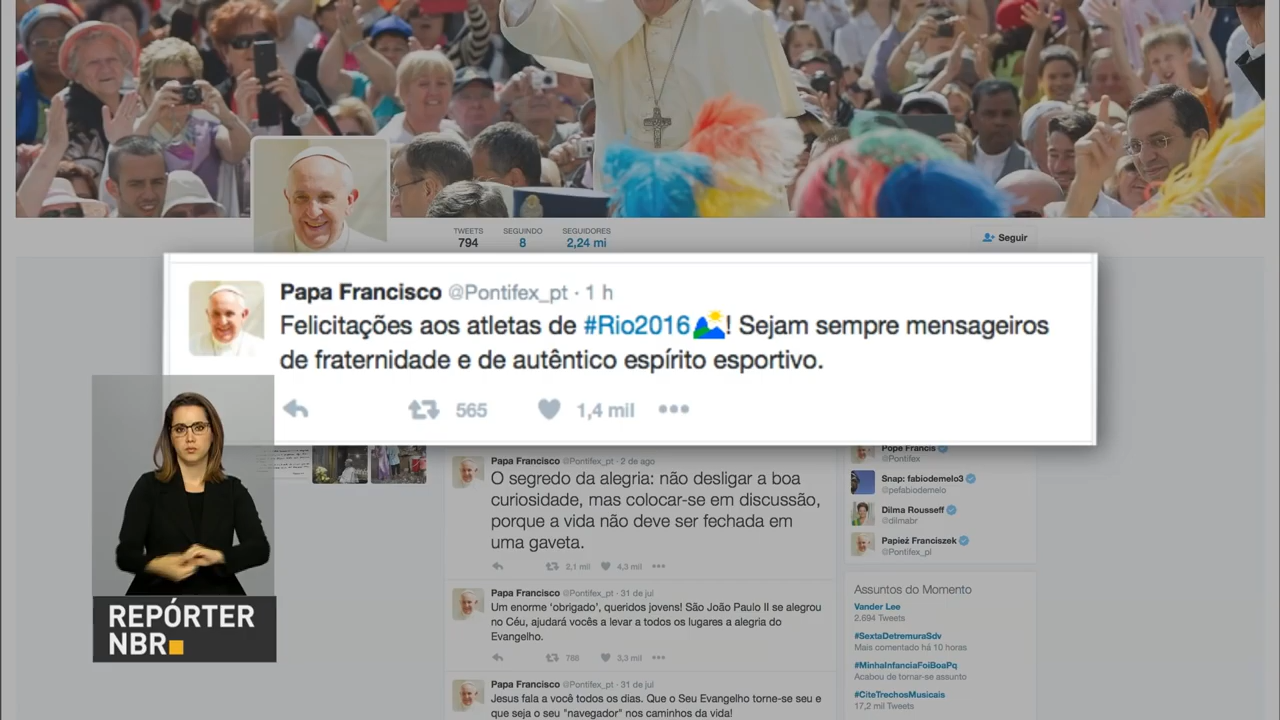 TWEETS
794
SEGUINDO
8
SEGUIDORES
2,24 mi
Seguir
Papa Francisco @Pontifex_pt · 1 h
Felicitações aos atletas de #Rio2016! Sejam sempre mensageiros
de fraternidade e de autêntico espírito esportivo.
565
1,4 mil
Papa Francisco @Pontifex_pt · 2 de ago
O segredo da alegria: não desligar a boa
curiosidade, mas colocar-se em discussão,
porque a vida não deve ser fechada em
uma gaveta.
2,1 mil
4,3 mil
Papa Francisco @Pontifex_pt · 31 de jul
Um enorme 'obrigado', queridos jovens! São João Paulo II se alegrou
no Céu, ajudará vocês a levar a todos os lugares a alegria do
Evangelho.
768
3,3 mil
Papa Francisco @Pontifex_pt · 31 de jul
Jesus fala a você todos os dias. Que o Seu Evangelho torne-se seu e
que seja o seu "navegador" nos caminhos da vida!
Pope Francis
@Pontifex
Snap: fabiodemelo3
@pefabiodemelo
Dilma Rousseff
@dilmabr
Papież Franciszek
@Pontifex_pl
Assuntos do Momento
Vander Lee
2.694 Tweets
#SextaDetremuraSdv
Mais comentado há 10 horas
#MinhaInfanciaFoiBoaPq
Acabou de tornar-se assunto
#CiteTrechosMusicais
17,2 mil Tweets
REPÓRTER
NBR